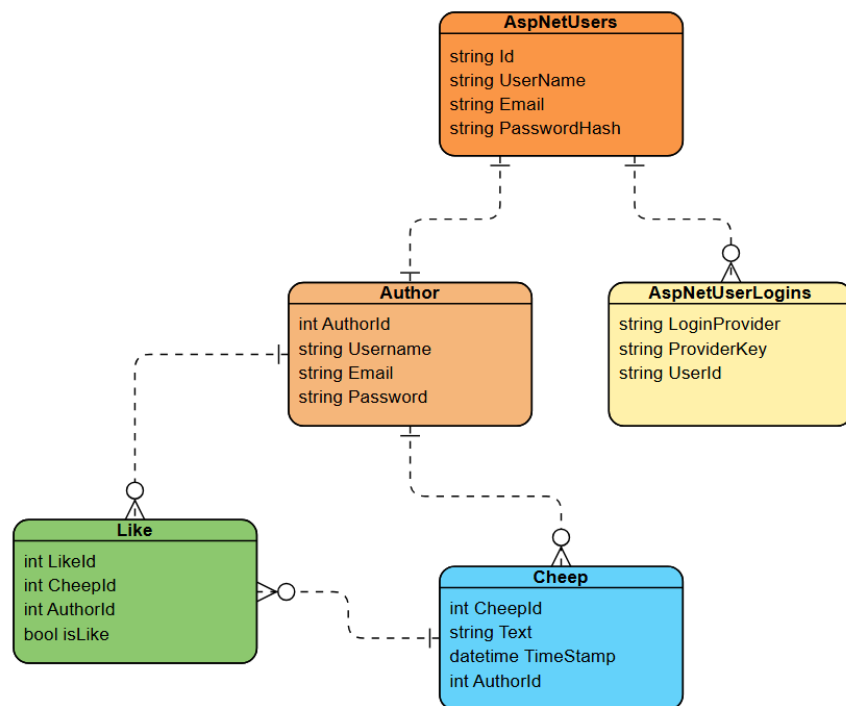 AspNetUsers
string Id
string UserName
string Email
string PasswordHash
Author
int AuthorId
string Username
string Email
string Password
AspNetUserLogins
string LoginProvider
string ProviderKey
string UserId
Like
int LikeId
int CheepId
int AuthorId
bool isLike
Cheep
int CheepId
string Text
datetime TimeStamp
int AuthorId